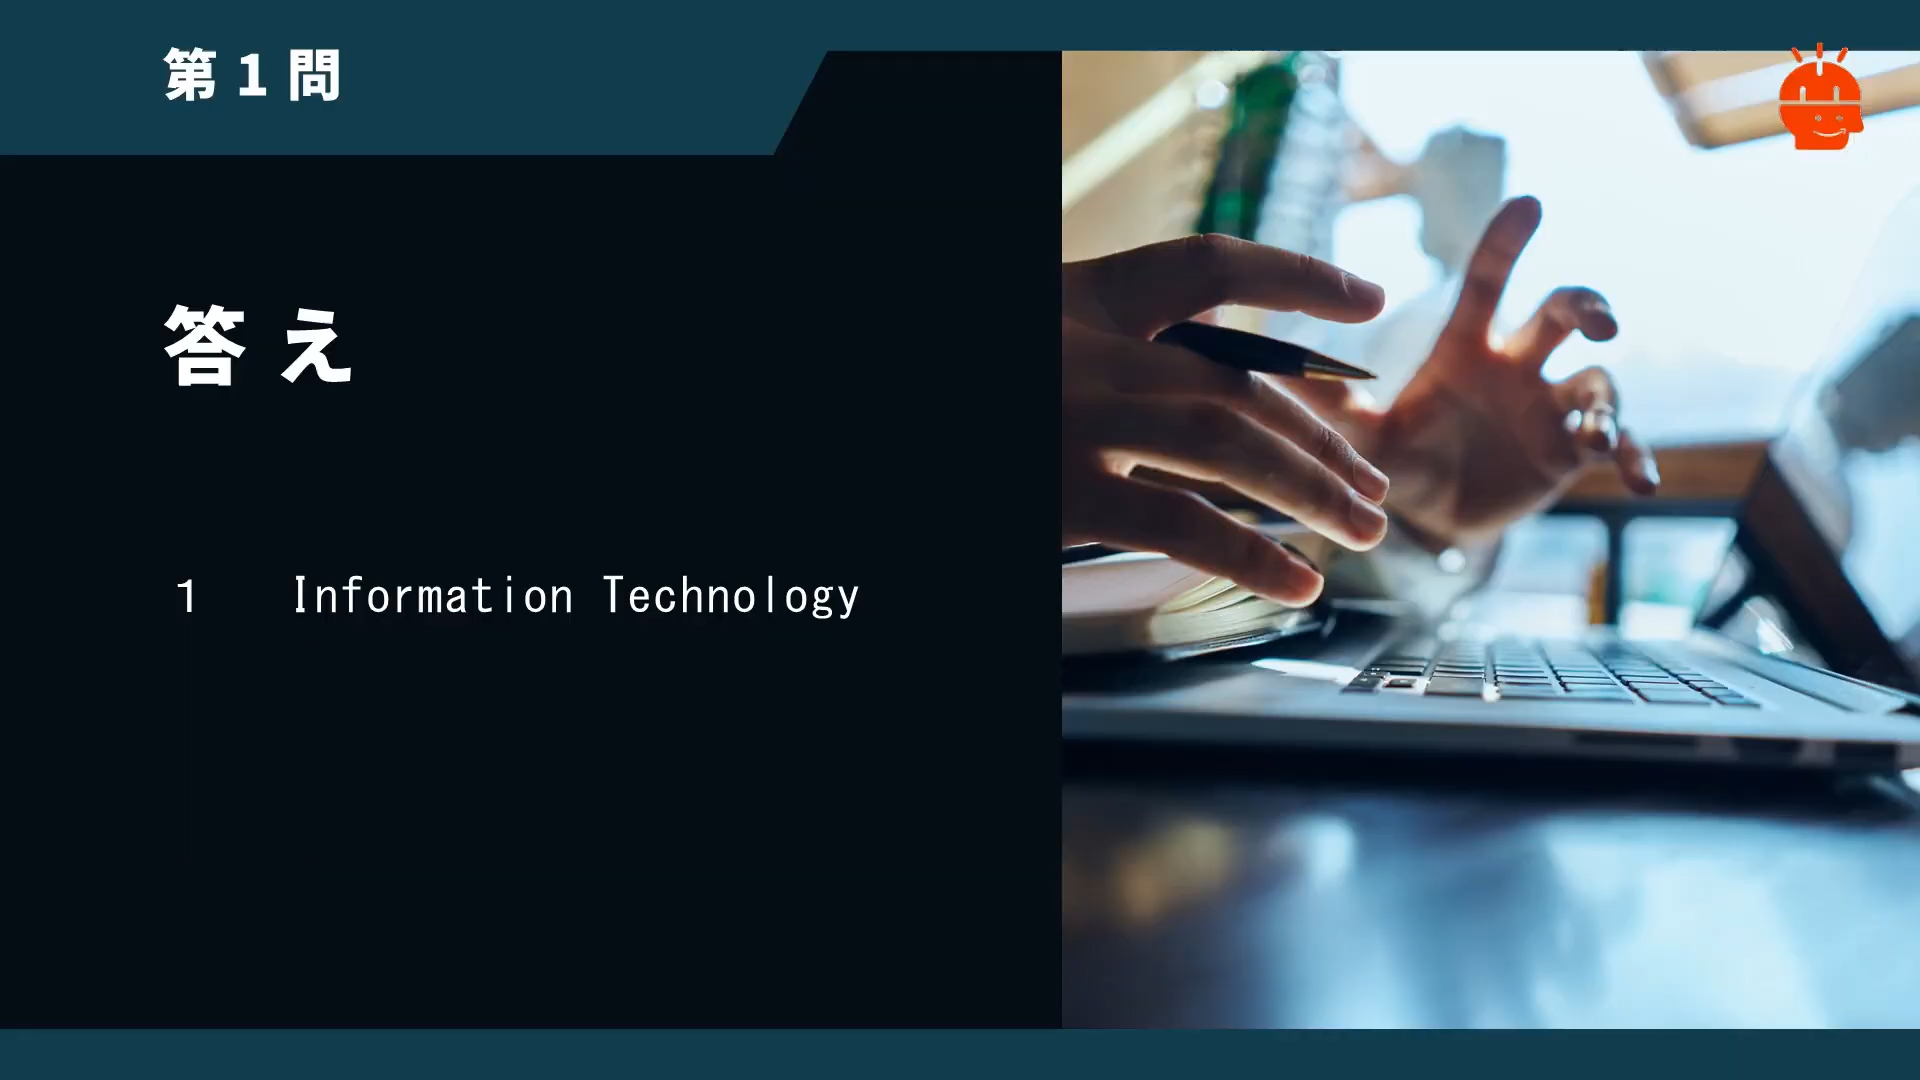 第1問
答え
1 Information Technology